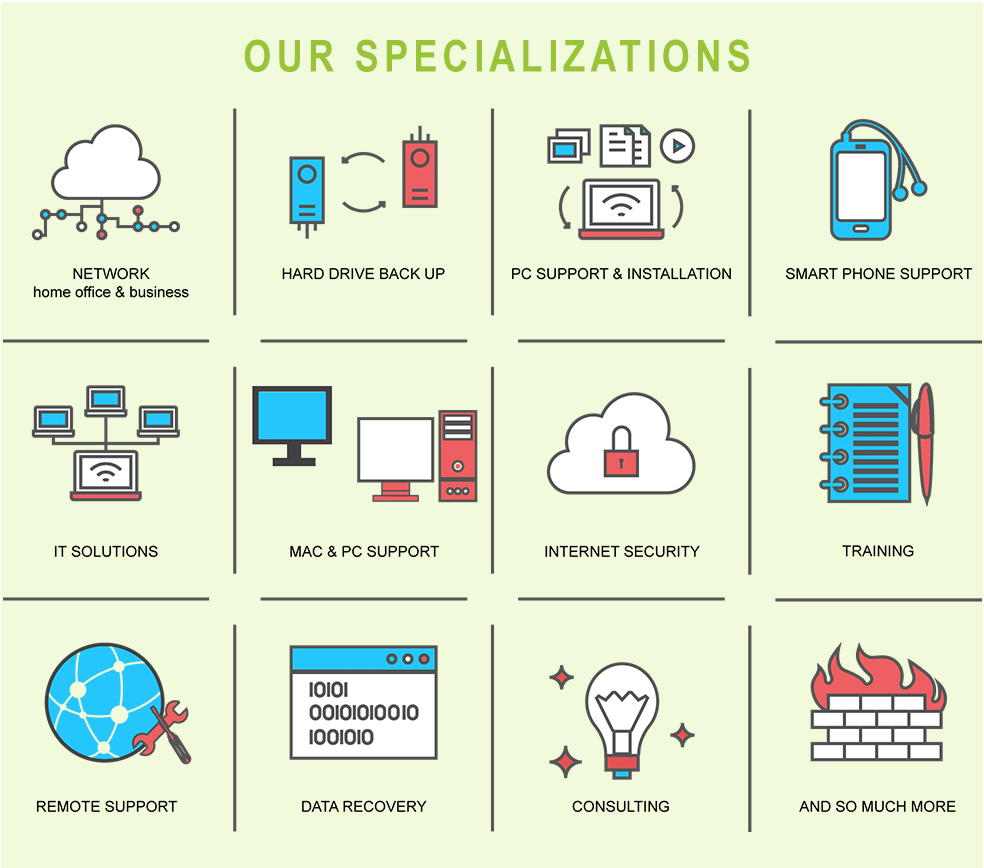 OUR SPECIALIZATIONS
NETWORK
home office & business
HARD DRIVE BACK UP
PC SUPPORT & INSTALLATION
SMART PHONE SUPPORT
IT SOLUTIONS
MAC & PC SUPPORT
INTERNET SECURITY
TRAINING
10101
00101010010
1001010
REMOTE SUPPORT
DATA RECOVERY
CONSULTING
AND SO MUCH MORE